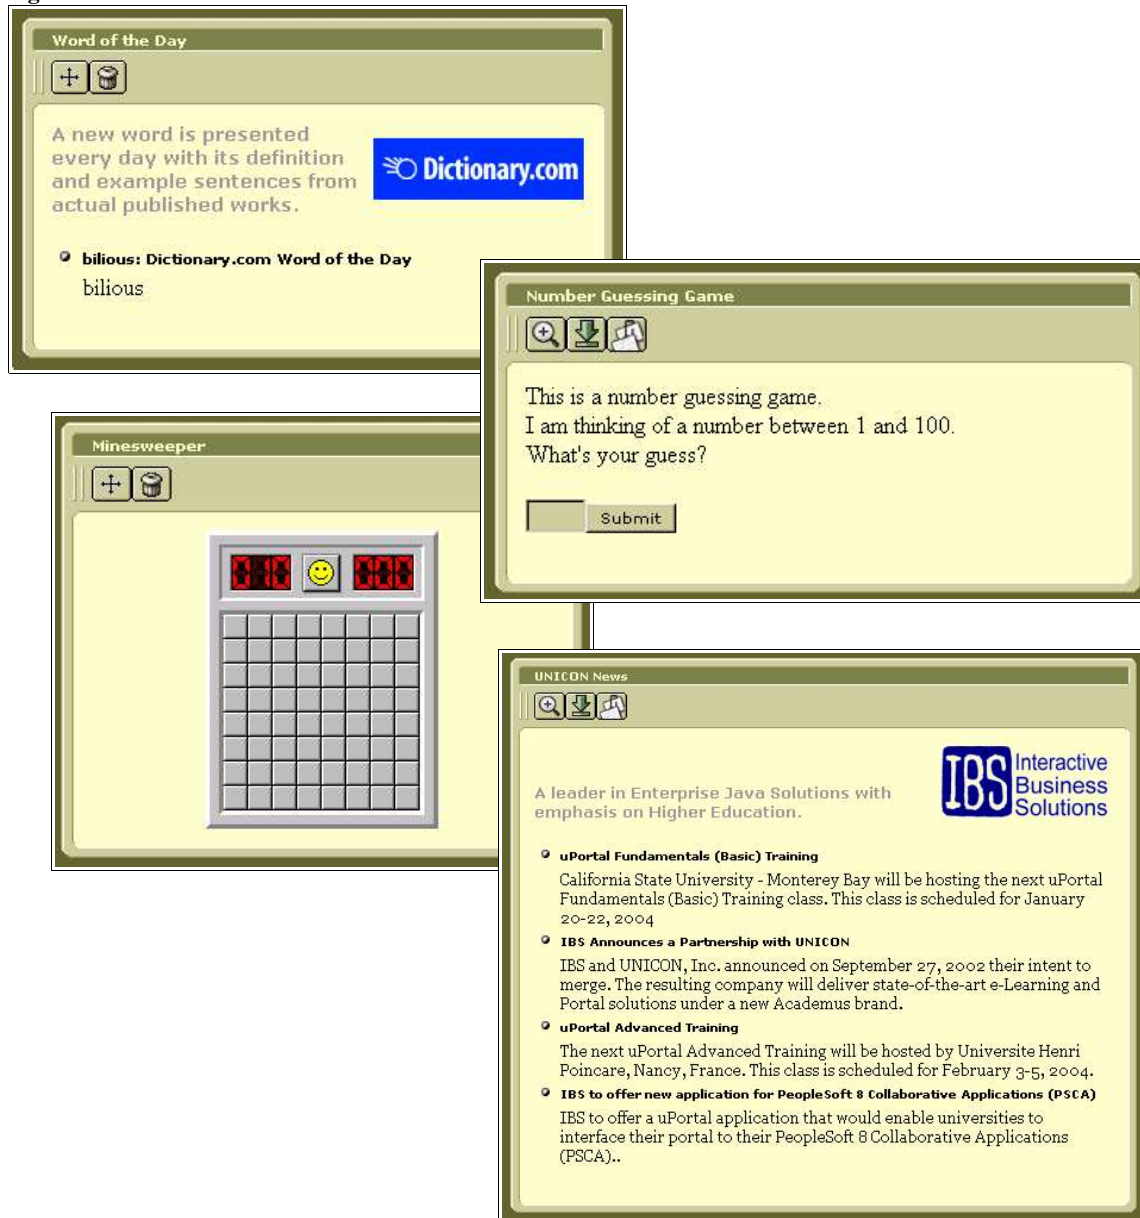 Word of the Day
A new word is presented
every day with its definition
and example sentences from
actual published works.
Dictionary.com
bilious: Dictionary.com Word of the Day
bilious
Number Guessing Game
This is a number guessing game.
I am thinking of a number between 1 and 100.
What's your guess?
Submit
Minesweeper
UNICON News
IBS Interactive
Business
Solutions
A leader in Enterprise Java Solutions with
emphasis on Higher Education.
uPortal Fundamentals (Basic) Training
California State University - Monterey Bay will be hosting the next uPortal
Fundamentals (Basic) Training class. This class is scheduled for January
20-22, 2004
IBS Announces a Partnership with UNICON
IBS and UNICON, Inc. announced on September 27, 2002 their intent to
merge. The resulting company will deliver state-of-the-art e-Learning and
Portal solutions under a new Academus brand.
uPortal Advanced Training
The next uPortal Advanced Training will be hosted by Universite Henri
Poincare, Nancy, France. This class is scheduled for February 3-5, 2004.
IBS to offer new application for PeopleSoft 8 Collaborative Applications (PSCA)
IBS to offer a uPortal application that would enable universities to
interface their portal to their PeopleSoft 8 Collaborative Applications
(PSCA)..